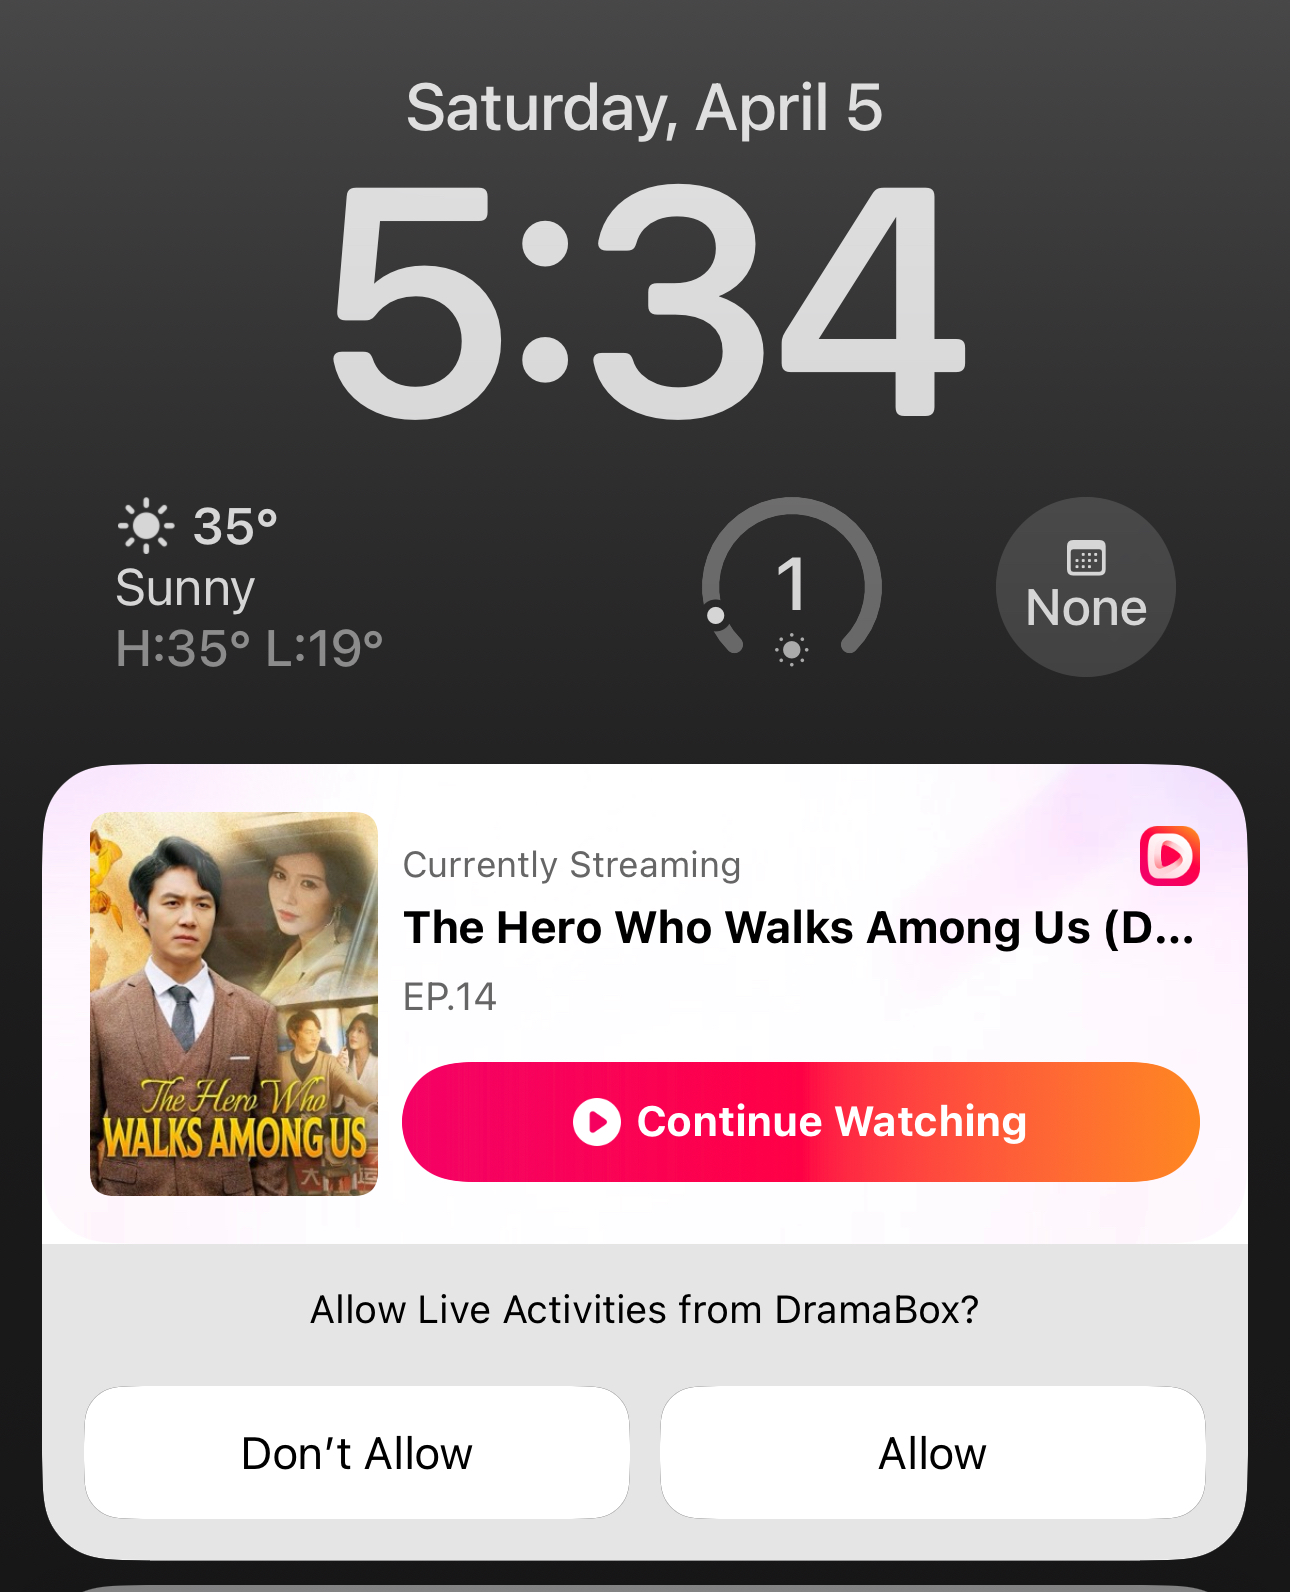 Saturday, April 5
5:34
35°
Sunny
H:35° L:19°
1
None
Currently Streaming
The Hero Who Walks Among Us (D...
EP.14
The Hero Who
WALKS AMONG US
Continue Watching
Allow Live Activities from DramaBox?
Don’t Allow
Allow